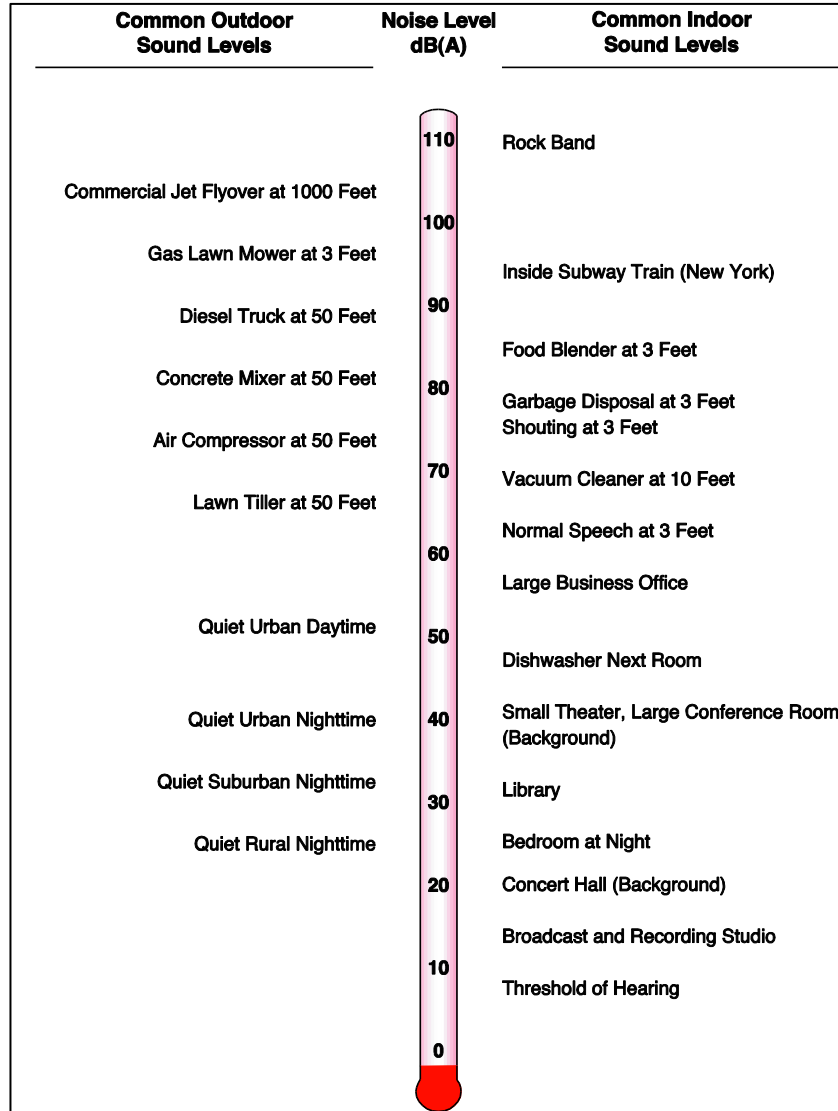 Common Outdoor
Sound Levels
Noise Level
dB(A)
Common Indoor
Sound Levels
110
Rock Band
Commercial Jet Flyover at 1000 Feet
100
Gas Lawn Mower at 3 Feet
Inside Subway Train (New York)
90
Diesel Truck at 50 Feet
Food Blender at 3 Feet
Concrete Mixer at 50 Feet
80
Garbage Disposal at 3 Feet
Shouting at 3 Feet
Air Compressor at 50 Feet
70
Vacuum Cleaner at 10 Feet
Lawn Tiller at 50 Feet
Normal Speech at 3 Feet
60
Large Business Office
Quiet Urban Daytime
50
Dishwasher Next Room
Quiet Urban Nighttime
40
Small Theater, Large Conference Room
(Background)
Quiet Suburban Nighttime
Library
30
Quiet Rural Nighttime
Bedroom at Night
20
Concert Hall (Background)
Broadcast and Recording Studio
10
Threshold of Hearing
0